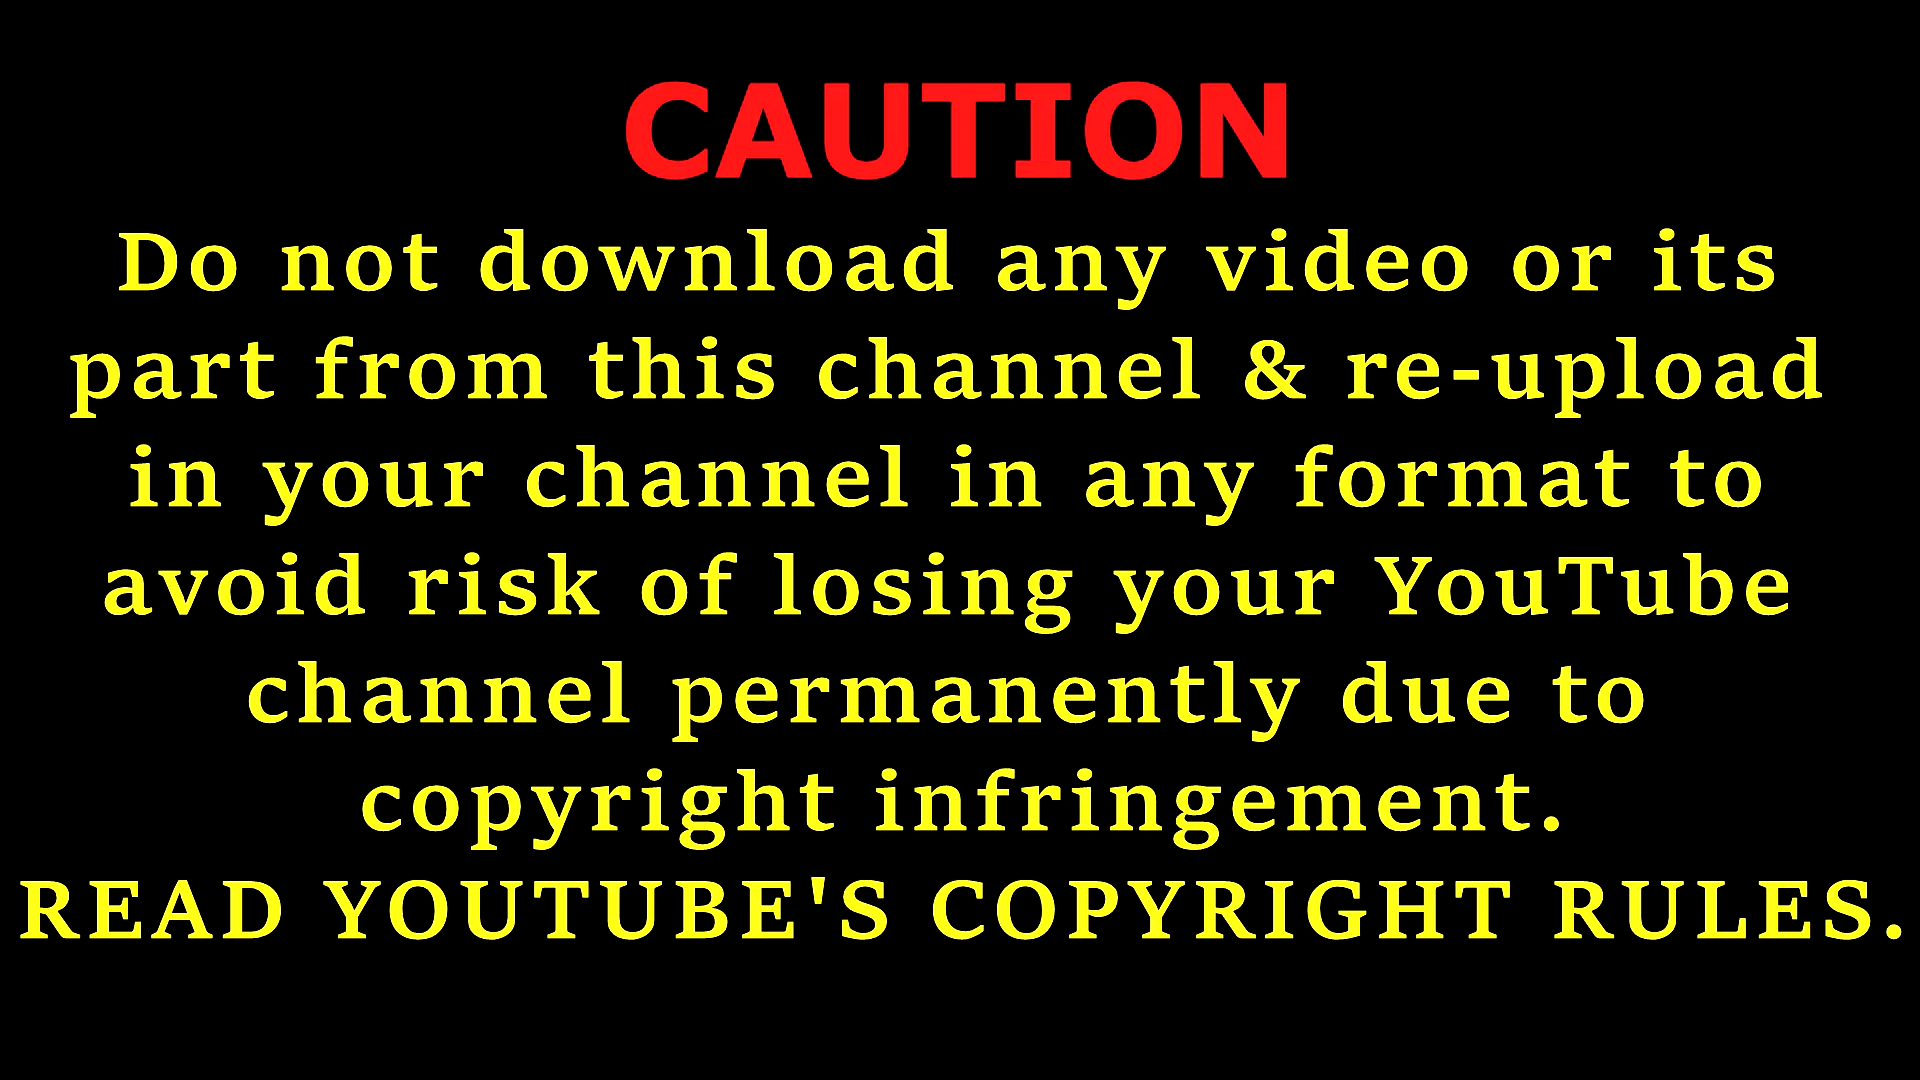 CAUTION
Do not download any video or its
part from this channel & re-upload
in your channel in any format to
avoid risk of losing your YouTube
channel permanently due to
copyright infringement.
READ YOUTUBE'S COPYRIGHT RULES.